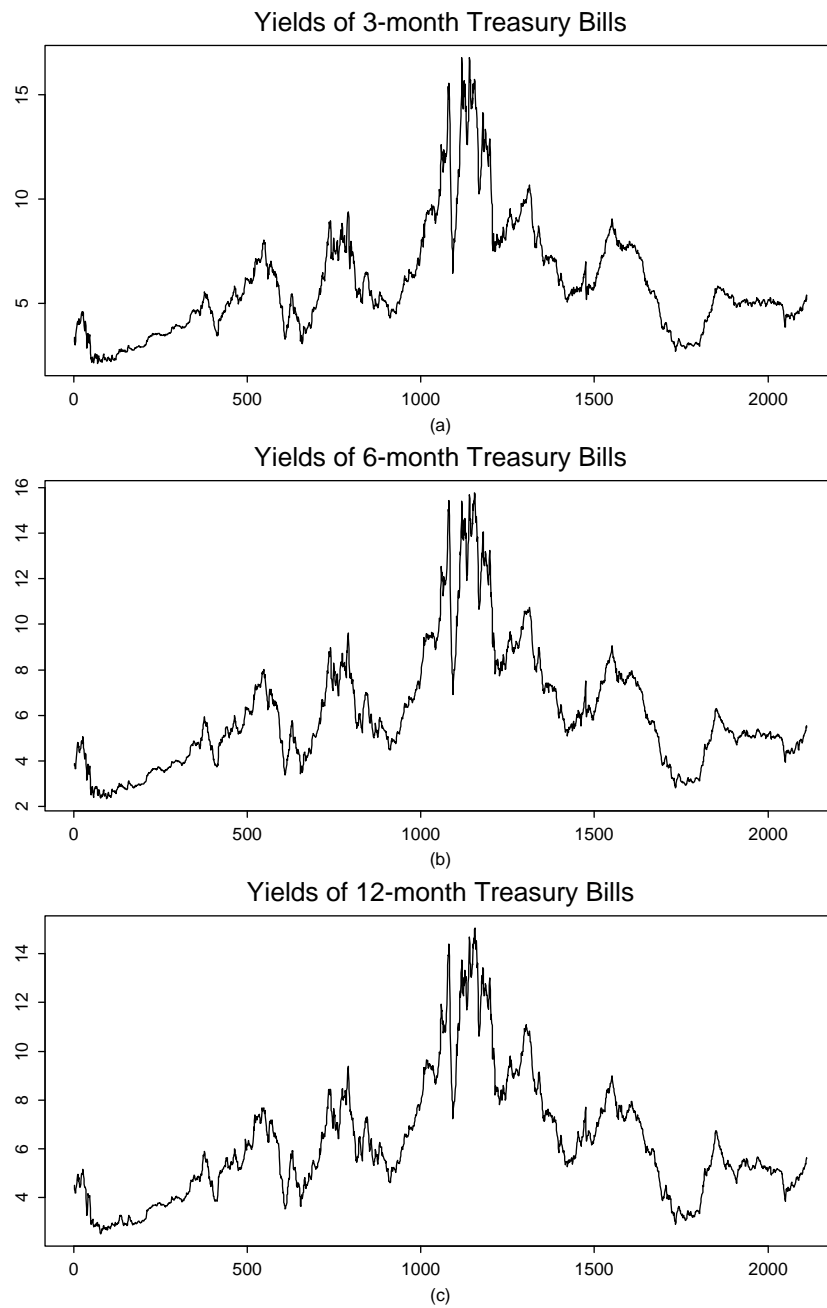 Yields of 3-month Treasury Bills
15
10
5
0 500 1000 1500 2000
(a)
Yields of 6-month Treasury Bills
16
14
12
10
8
6
4
2
0 500 1000 1500 2000
(b)
Yields of 12-month Treasury Bills
14
12
10
8
6
4
0 500 1000 1500 2000
(c)